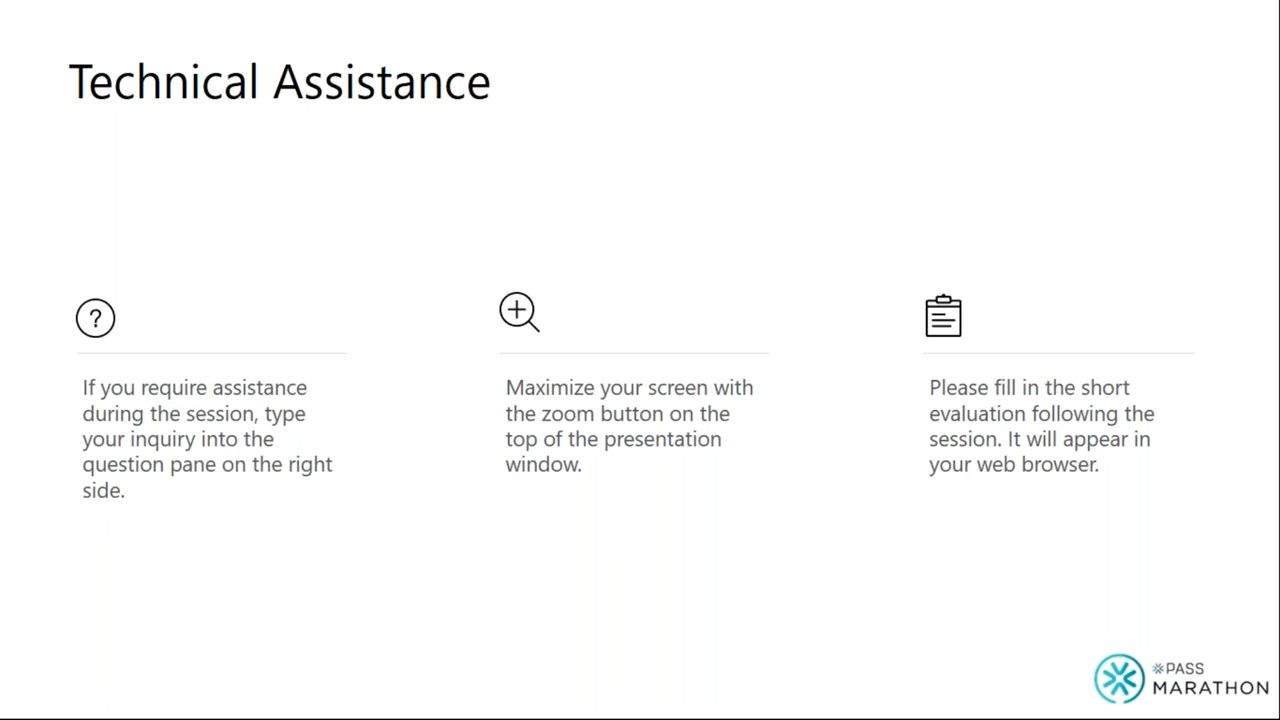 Technical Assistance
?
If you require assistance
during the session, type
your inquiry into the
question pane on the right
side.
Maximize your screen with
the zoom button on the
top of the presentation
window.
Please fill in the short
evaluation following the
session. It will appear in
your web browser.
PASS
MARATHON